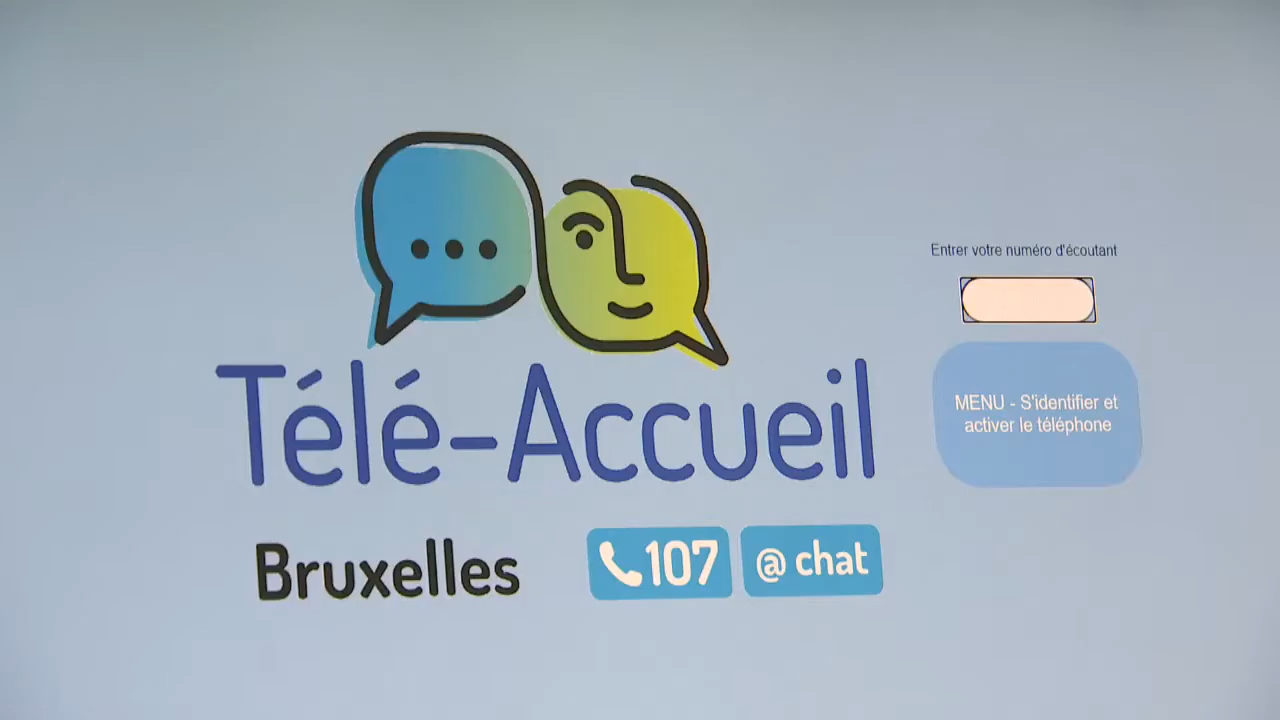 Télé-Accueil
Bruxelles
107
@ chat
Entrer votre numéro d'écoutant
MENU - S'identifier et
activer le téléphone